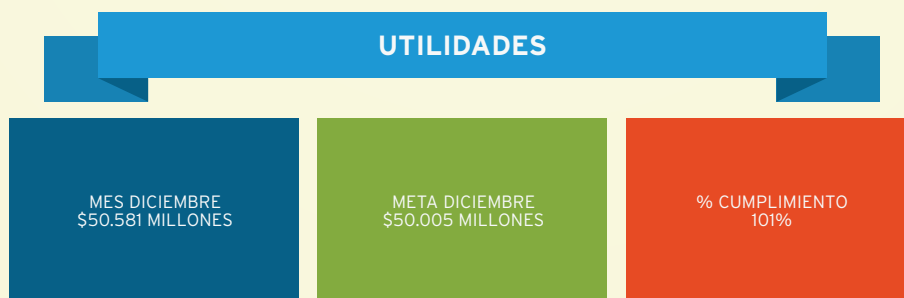 UTILIDADES
MES DICIEMBRE
$50.581 MILLONES
META DICIEMBRE
$50.005 MILLONES
% CUMPLIMIENTO
101%